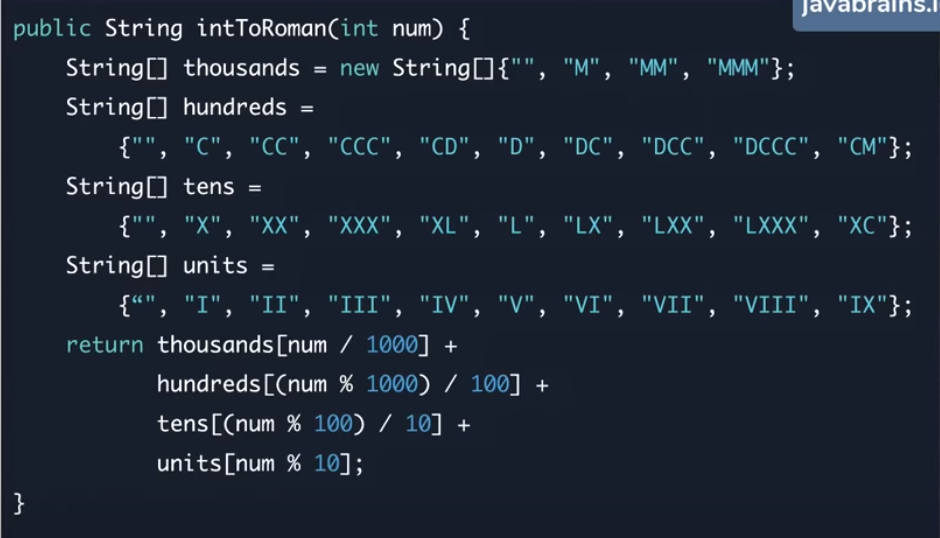 javabrains.i
public String intToRoman(int num) {
    String[] thousands = new String[]{"", "M", "MM", "MMM"};
    String[] hundreds =
        {"", "C", "CC", "CCC", "CD", "D", "DC", "DCC", "DCCC", "CM"};
    String[] tens =
        {"", "X", "XX", "XXX", "XL", "L", "LX", "LXX", "LXXX", "XC"};
    String[] units =
        {“", "I", "II", "III", "IV", "V", "VI", "VII", "VIII", "IX"};
    return thousands[num / 1000] +
           hundreds[(num % 1000) / 100] +
           tens[(num % 100) / 10] +
           units[num % 10];
}